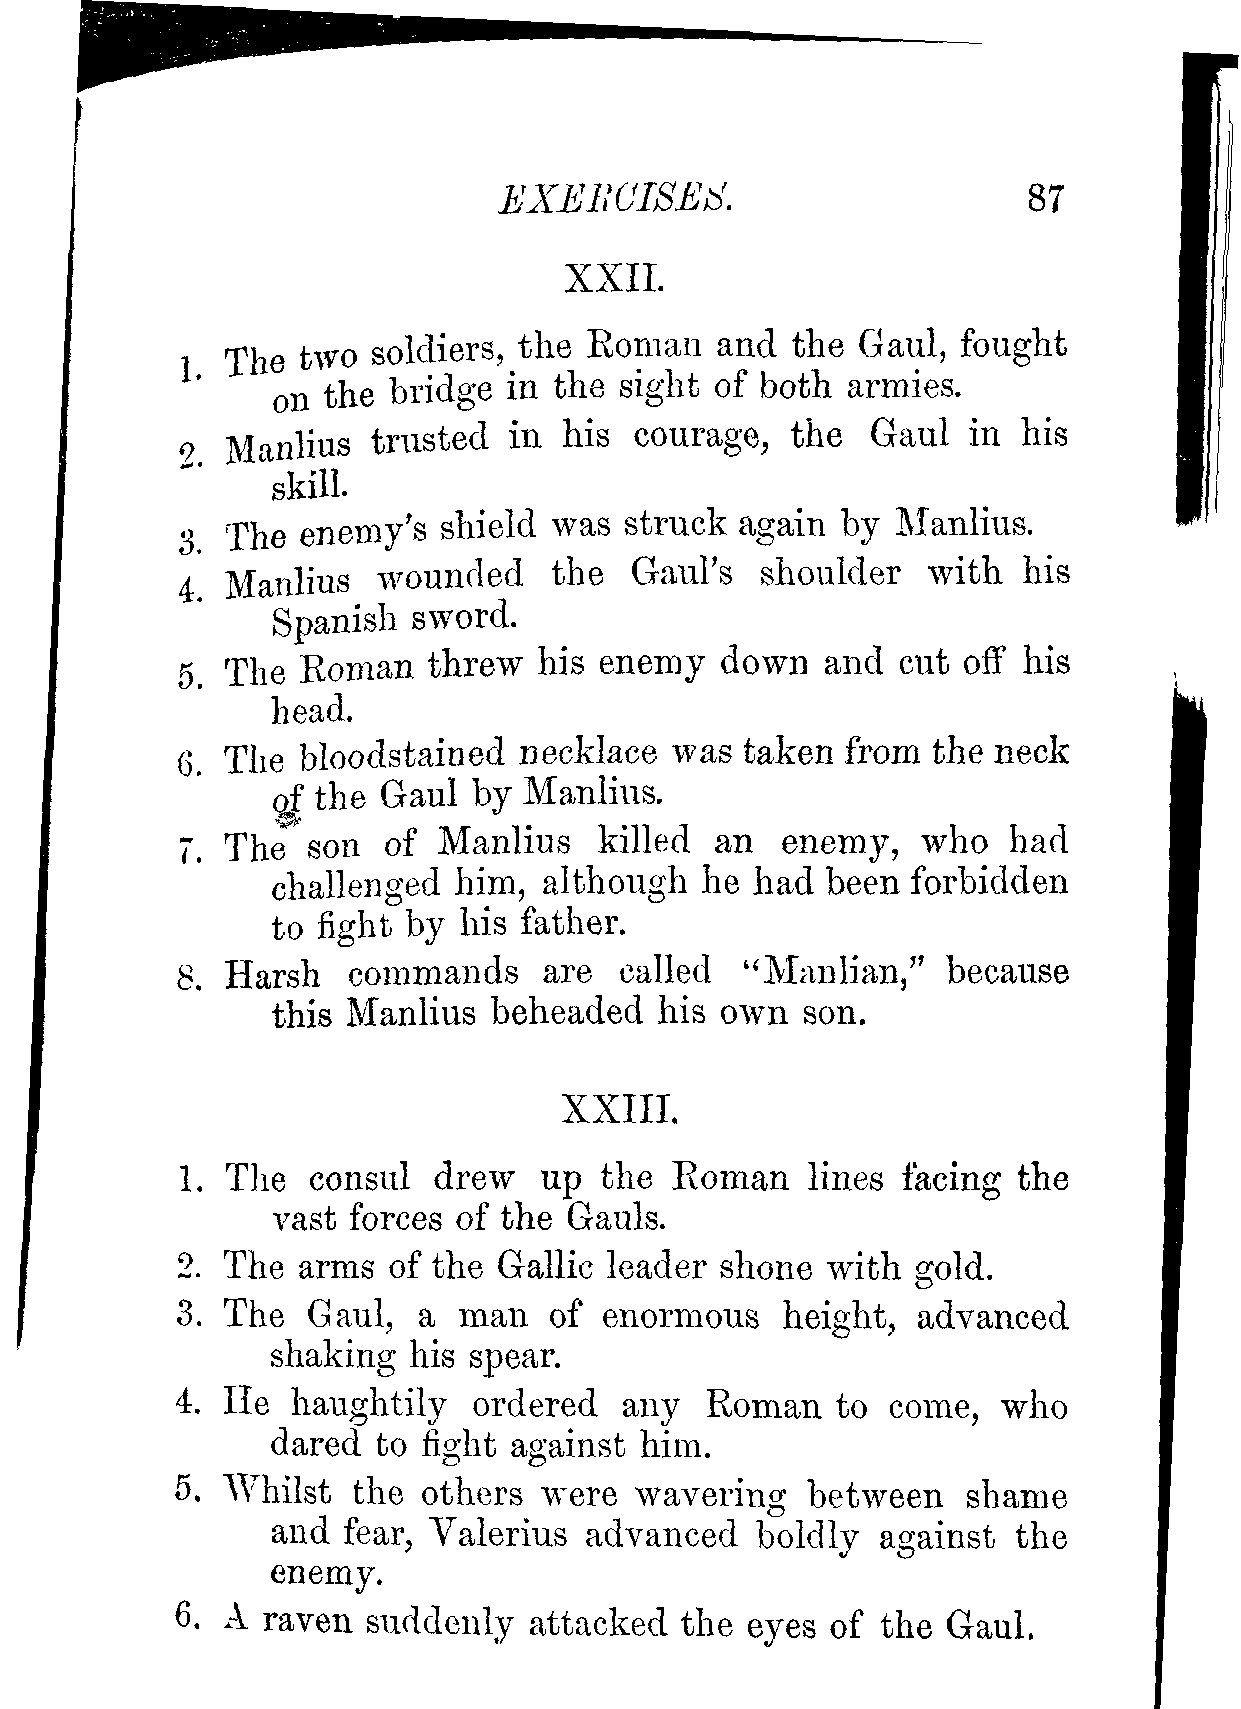 EXERCISES. 87
XXII.
1. The two soldiers, the Roman and the Gaul, fought
on the bridge in the sight of both armies.
2. Manlius trusted in his courage, the Gaul in his
skill.
3. The enemy's shield was struck again by Manlius.
4. Manlius wounded the Gaul's shoulder with his
Spanish sword.
5. The Roman threw his enemy down and cut off his
head.
6. The bloodstained necklace was taken from the neck
of the Gaul by Manlius.
7. The son of Manlius killed an enemy, who had
challenged him, although he had been forbidden
to fight by his father.
8. Harsh commands are called "Manlian," because
this Manlius beheaded his own son.
XXIII.
1. The consul drew up the Roman lines facing the
vast forces of the Gauls.
2. The arms of the Gallic leader shone with gold.
3. The Gaul, a man of enormous height, advanced
shaking his spear.
4. He haughtily ordered any Roman to come, who
dared to fight against him.
5. Whilst the others were wavering between shame
and fear, Valerius advanced boldly against the
enemy.
6. A raven suddenly attacked the eyes of the Gaul.